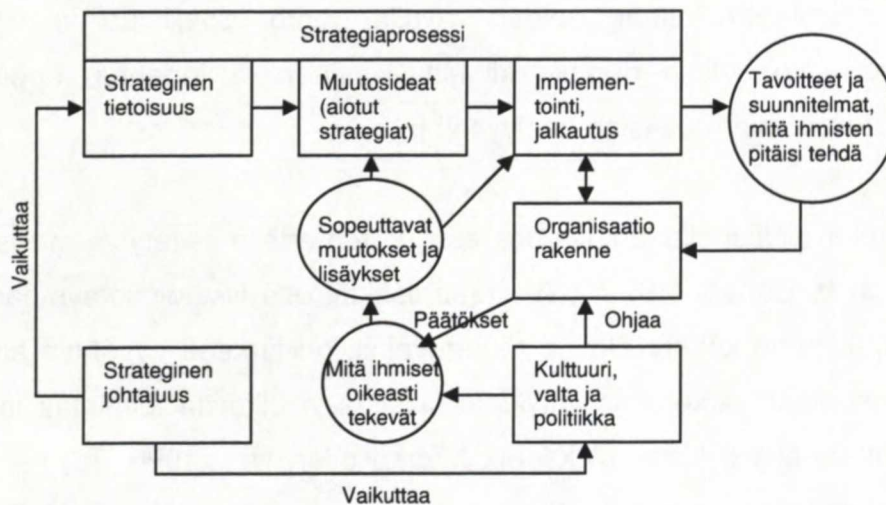 Strategiaprosessi
Strateginen
tietoisuus
Muutosideat
(aiotut
strategiat)
Implemen-
tointi,
jalkautus
Tavoitteet ja
suunnitelmat,
mitä ihmisten
pitäisi tehdä
Vaikuttaa
Sopeuttavat
muutokset ja
lisäykset
Organisaatio
rakenne
Päätökset
Ohjaa
Strateginen
johtajuus
Mitä ihmiset
oikeasti
tekevät
Kulttuuri,
valta ja
politiikka
Vaikuttaa